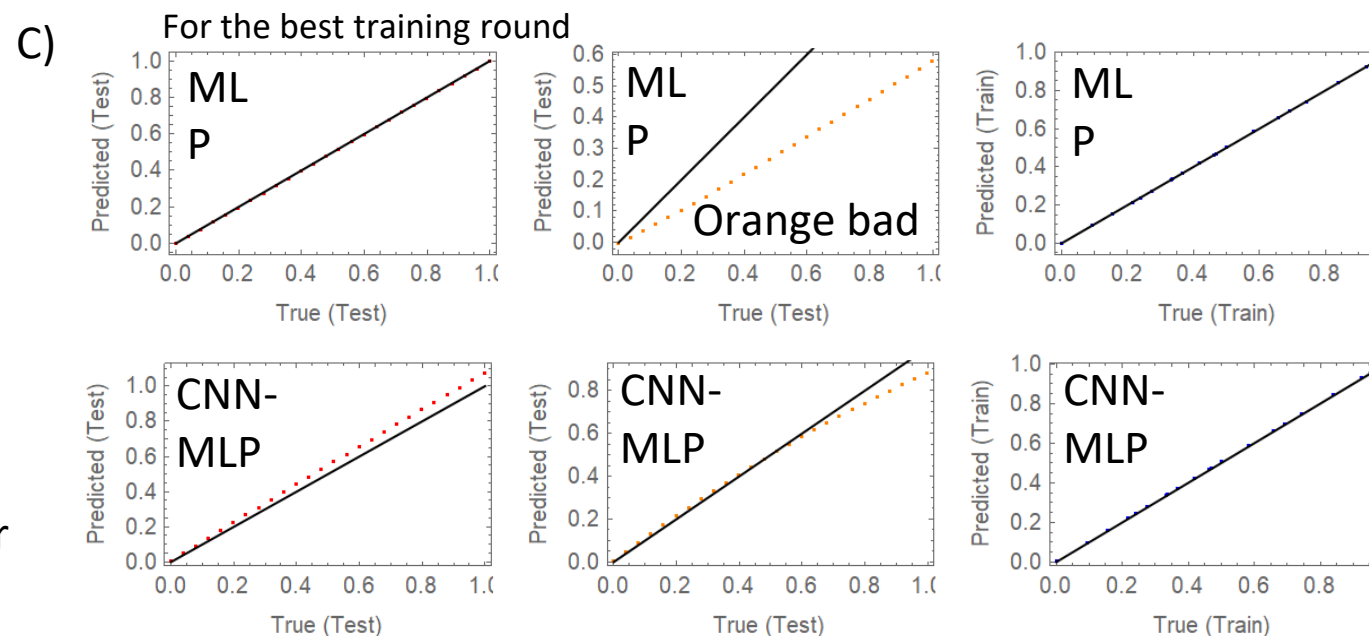 C)
For the best training round
ML
P
Predicted (Test)
1.0
0.8
0.6
0.4
0.2
0.0
0.0 0.2 0.4 0.6 0.8 1.0
True (Test)
ML
P
Orange bad
Predicted (Test)
0.6
0.5
0.4
0.3
0.2
0.1
0.0
0.0 0.2 0.4 0.6 0.8 1.0
True (Test)
ML
P
Predicted (Train)
1.0
0.8
0.6
0.4
0.2
0.0
0.0 0.2 0.4 0.6 0.8
True (Train)
CNN-
MLP
Predicted (Test)
1.0
0.8
0.6
0.4
0.2
0.0
0.0 0.2 0.4 0.6 0.8 1.0
True (Test)
CNN-
MLP
Predicted (Test)
0.8
0.6
0.4
0.2
0.0
0.0 0.2 0.4 0.6 0.8 1.0
True (Test)
CNN-
MLP
Predicted (Train)
1.0
0.8
0.6
0.4
0.2
0.0
0.0 0.2 0.4 0.6 0.8
True (Train)
r